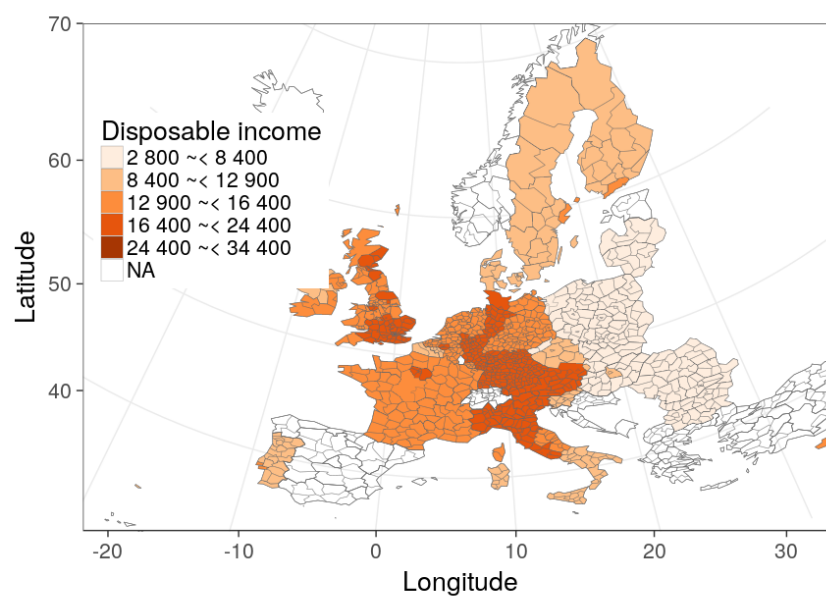 70
60
50
40
Latitude
Disposable income
2 800 ~< 8 400
8 400 ~< 12 900
12 900 ~< 16 400
16 400 ~< 24 400
24 400 ~< 34 400
NA
-20 -10 0 10 20 30
Longitude